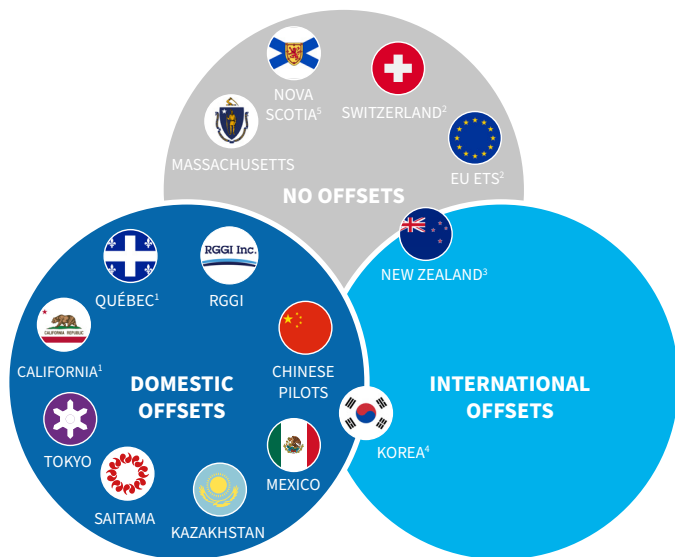 NOVA
SCOTIA⁵
SWITZERLAND²
MASSACHUSETTS
EU ETS²
NO OFFSETS
RGGI Inc.
QUÉBEC¹
RGGI
NEW ZEALAND³
CALIFORNIA REPUBLIC
CALIFORNIA¹
CHINESE
PILOTS
DOMESTIC
OFFSETS
INTERNATIONAL
OFFSETS
TOKYO
KOREA⁴
MEXICO
SAITAMA
KAZAKHSTAN